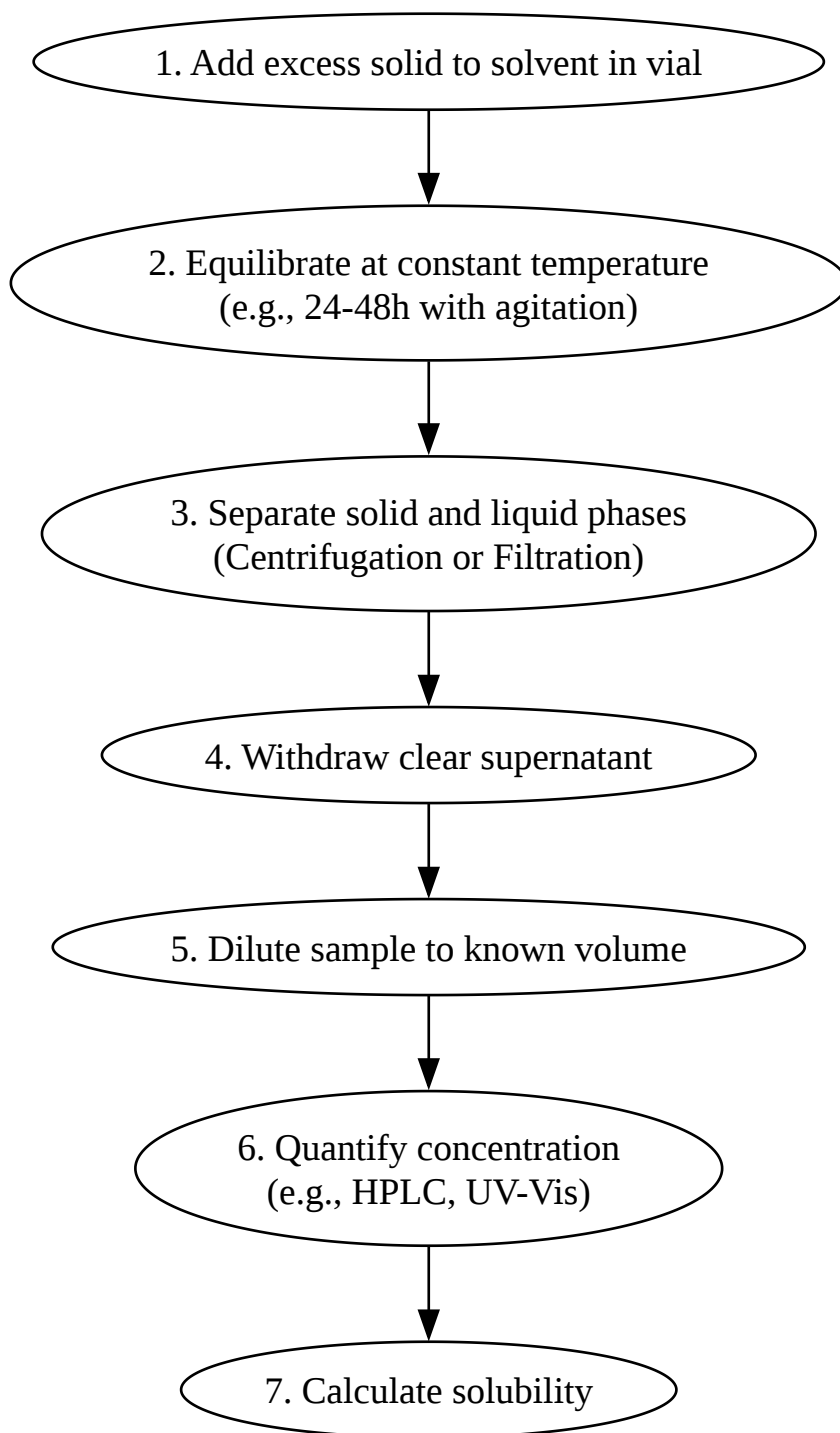 1. Add excess solid to solvent in vial
2. Equilibrate at constant temperature
(e.g., 24-48h with agitation)
3. Separate solid and liquid phases
(Centrifugation or Filtration)
4. Withdraw clear supernatant
5. Dilute sample to known volume
6. Quantify concentration
(e.g., HPLC, UV-Vis)
7. Calculate solubility